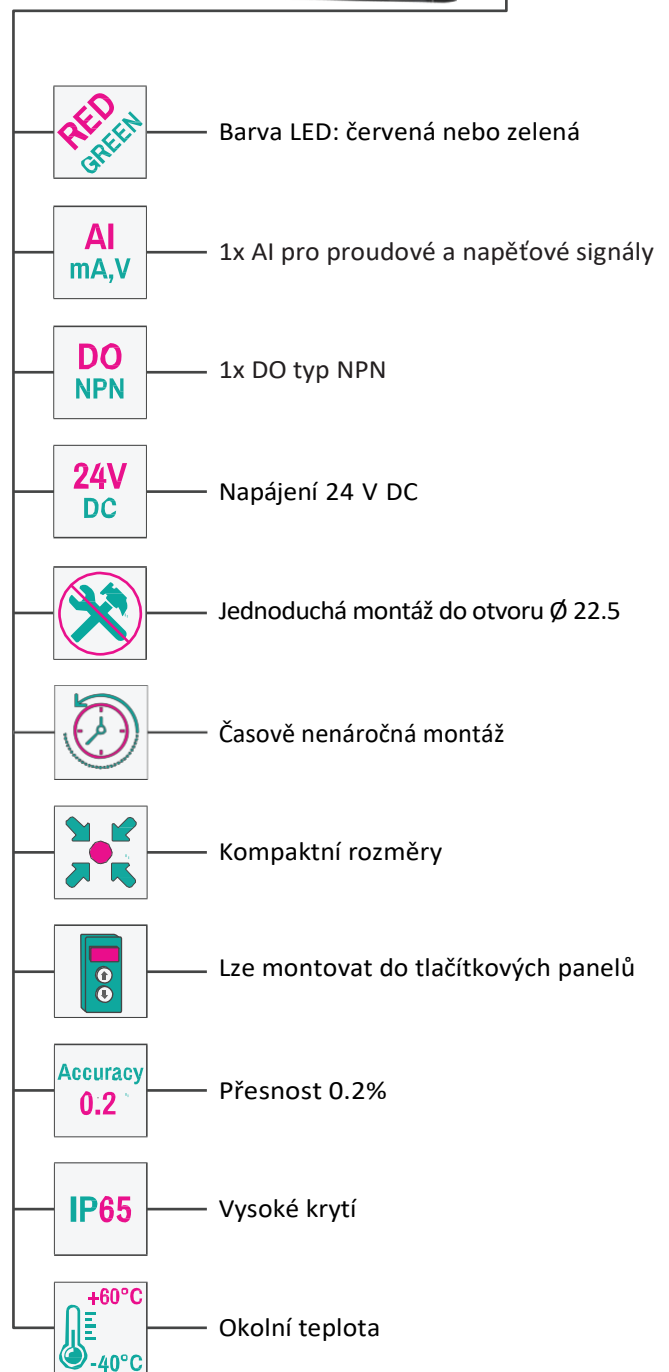 RED
GREEN
Barva LED: červená nebo zelená
AI
mA,V
1x AI pro proudové a napěťové signály
DO
NPN
1x DO typ NPN
24V
DC
Napájení 24 V DC
Jednoduchá montáž do otvoru Ø 22.5
Časově nenáročná montáž
Kompaktní rozměry
Lze montovat do tlačítkových panelů
Accuracy
0.2
Přesnost 0.2%
IP65
Vysoké krytí
+60°C
-40°C
Okolní teplota